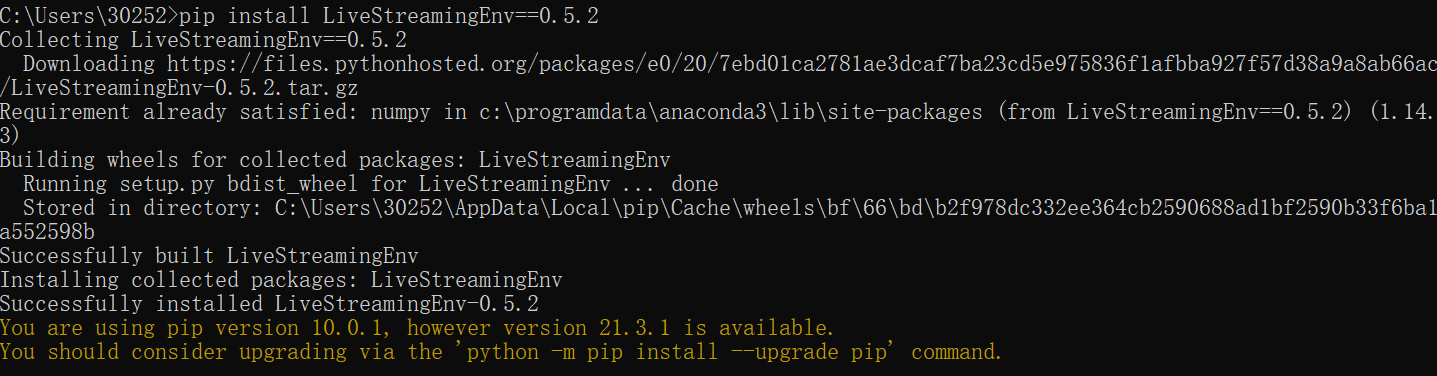 C:\Users\30252>pip install LiveStreamingEnv==0.5.2
Collecting LiveStreamingEnv==0.5.2
  Downloading https://files.pythonhosted.org/packages/e0/20/7ebd01ca2781ae3dcaf7ba23cd5e975836f1afbba927f57d38a9a8ab66ac
/LiveStreamingEnv-0.5.2.tar.gz
Requirement already satisfied: numpy in c:\programdata\anaconda3\lib\site-packages (from LiveStreamingEnv==0.5.2) (1.14.
3)
Building wheels for collected packages: LiveStreamingEnv
  Running setup.py bdist_wheel for LiveStreamingEnv ... done
  Stored in directory: C:\Users\30252\AppData\Local\pip\Cache\wheels\bf\66\bd\b2f978dc332ee364cb2590688ad1bf2590b33f6ba1
a552598b
Successfully built LiveStreamingEnv
Installing collected packages: LiveStreamingEnv
Successfully installed LiveStreamingEnv-0.5.2
You are using pip version 10.0.1, however version 21.3.1 is available.
You should consider upgrading via the 'python -m pip install --upgrade pip' command.